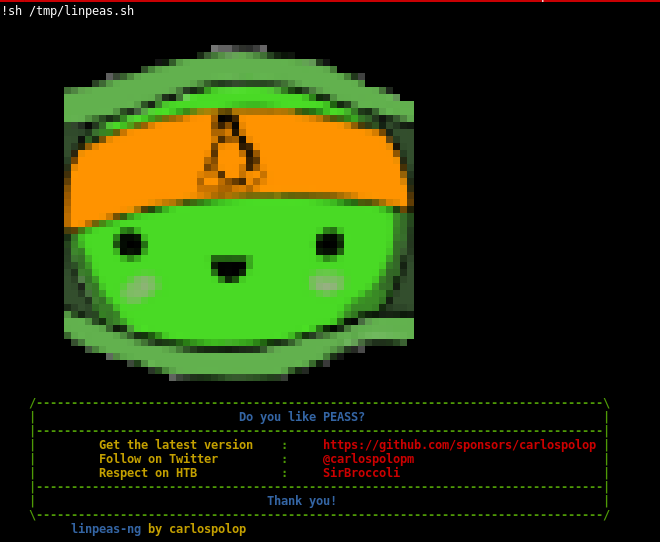 !sh /tmp/linpeas.sh
/---------------------------------------------------------------------------------\
|                             Do you like PEASS?                                  |
|---------------------------------------------------------------------------------|
|         Get the latest version    :     https://github.com/sponsors/carlospolop |
|         Follow on Twitter         :     @carlospolopm                           |
|         Respect on HTB            :     SirBroccoli                             |
|---------------------------------------------------------------------------------|
|                                 Thank you!                                      |
\---------------------------------------------------------------------------------/
linpeas-ng by carlospolop